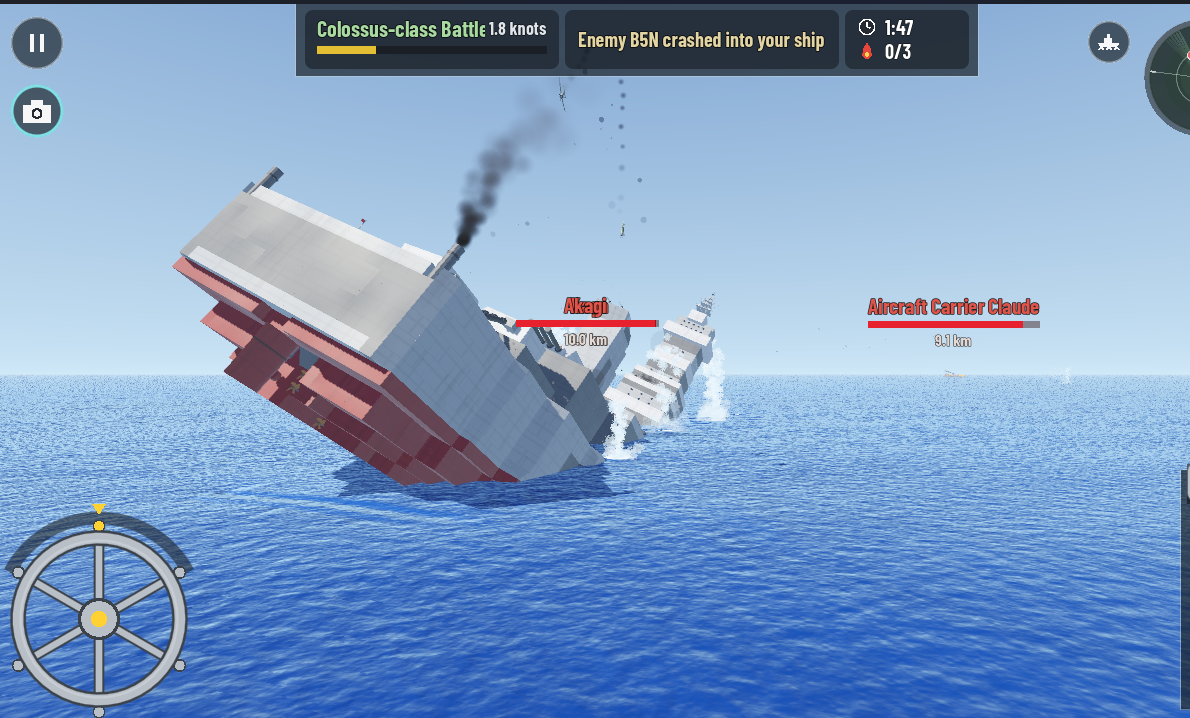 Colossus-class Battle 1.8 knots
Enemy B5N crashed into your ship
1:47
0/3
Akagi
10.0 km
Aircraft Carrier Claude
9.1 km